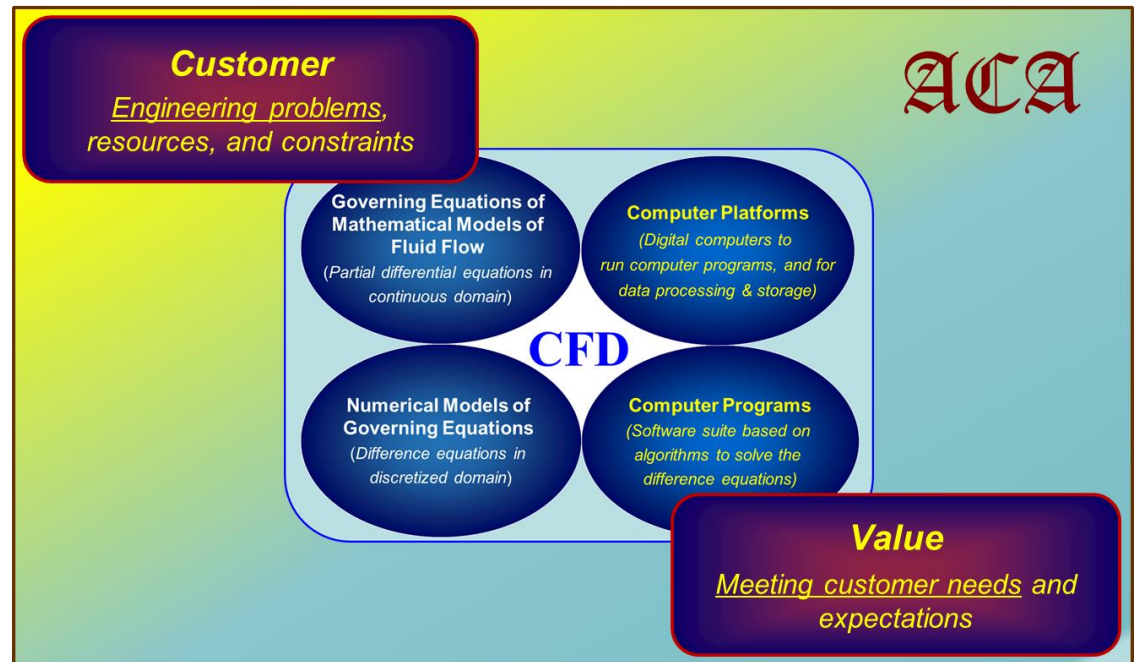 Customer
Engineering problems,
resources, and constraints
ACA
Governing Equations of
Mathematical Models of
Fluid Flow
(Partial differential equations in
continuous domain)
Computer Platforms
(Digital computers to
run computer programs, and for
data processing & storage)
CFD
Numerical Models of
Governing Equations
(Difference equations in
discretized domain)
Computer Programs
(Software suite based on
algorithms to solve the
difference equations)
Value
Meeting customer needs and
expectations